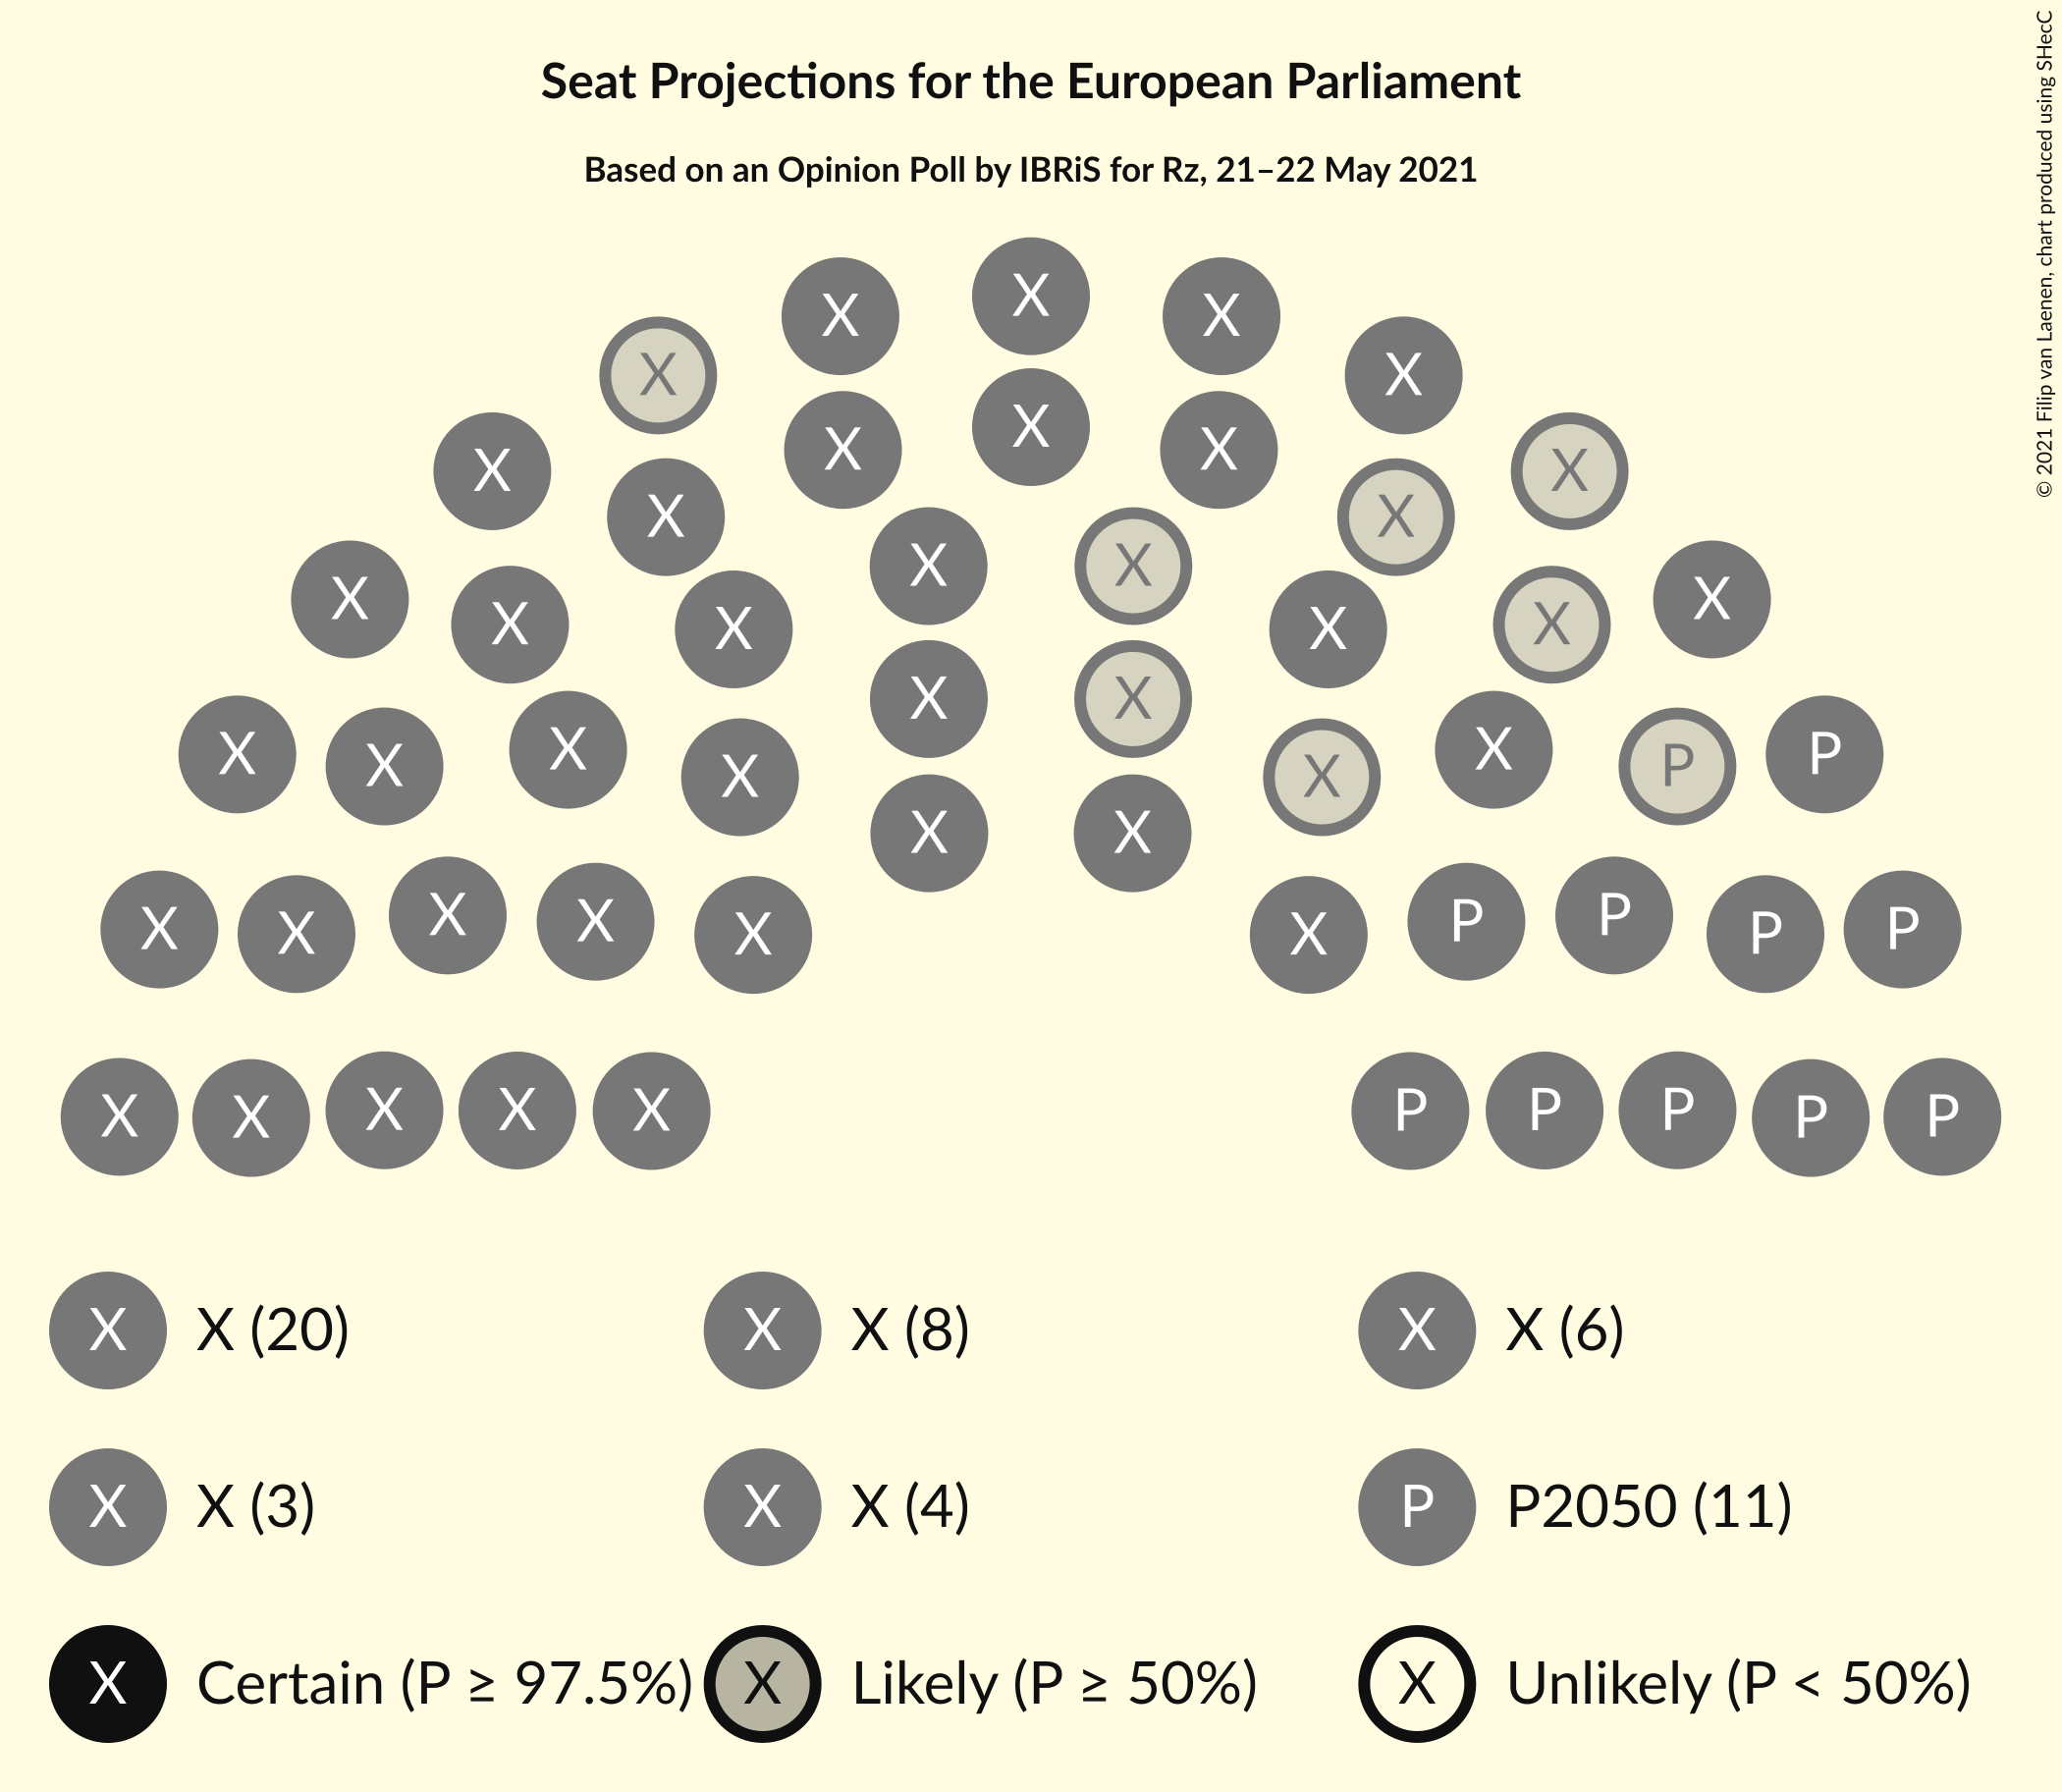 © 2021 Filip van Laenen, chart produced using SHecC
Seat Projections for the European Parliament
Based on an Opinion Poll by IBRiS for Rz, 21–22 May 2021
X X X
X X
X X X X X
X X
X X
X X X X X X
X X
X X X X X X P P
X X
X X X X X X P P P P
X X X X X P P P P P
X X (20) X X (8) X X (6)
X X (3) X X (4) P P2050 (11)
X Certain (P ≥ 97.5%) X Likely (P ≥ 50%) X Unlikely (P < 50%)